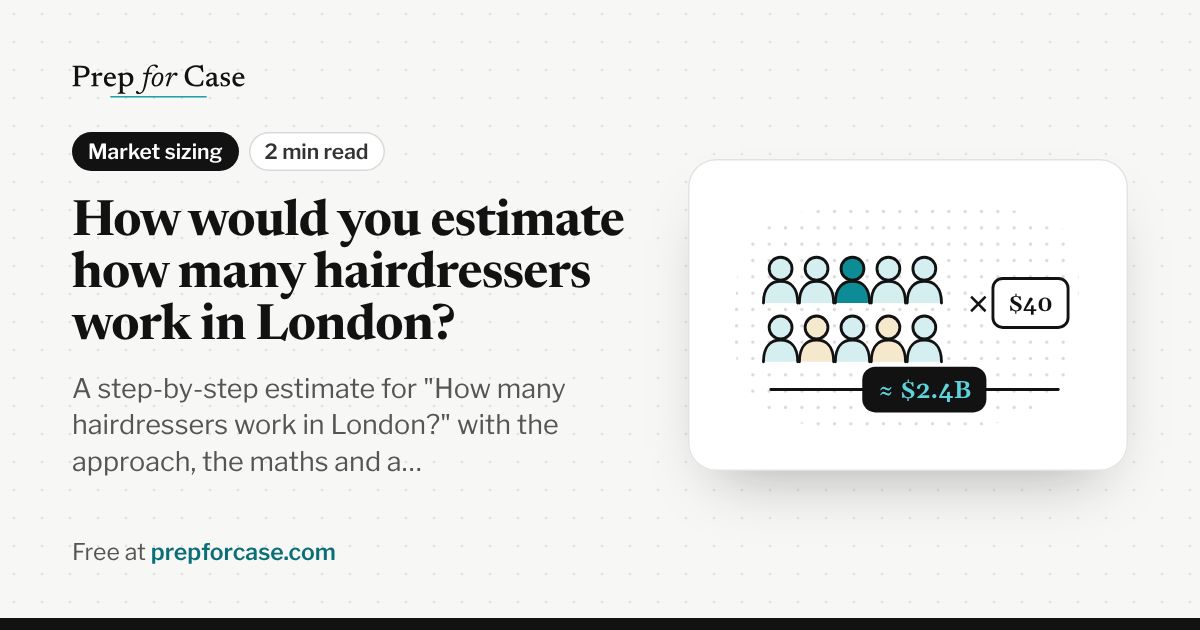 Prep for Case
Market sizing
2 min read
How would you estimate
how many hairdressers
work in London?
A step-by-step estimate for "How many
hairdressers work in London?" with the
approach, the maths and a…
Free at prepforcase.com
× $40
≈ $2.4B